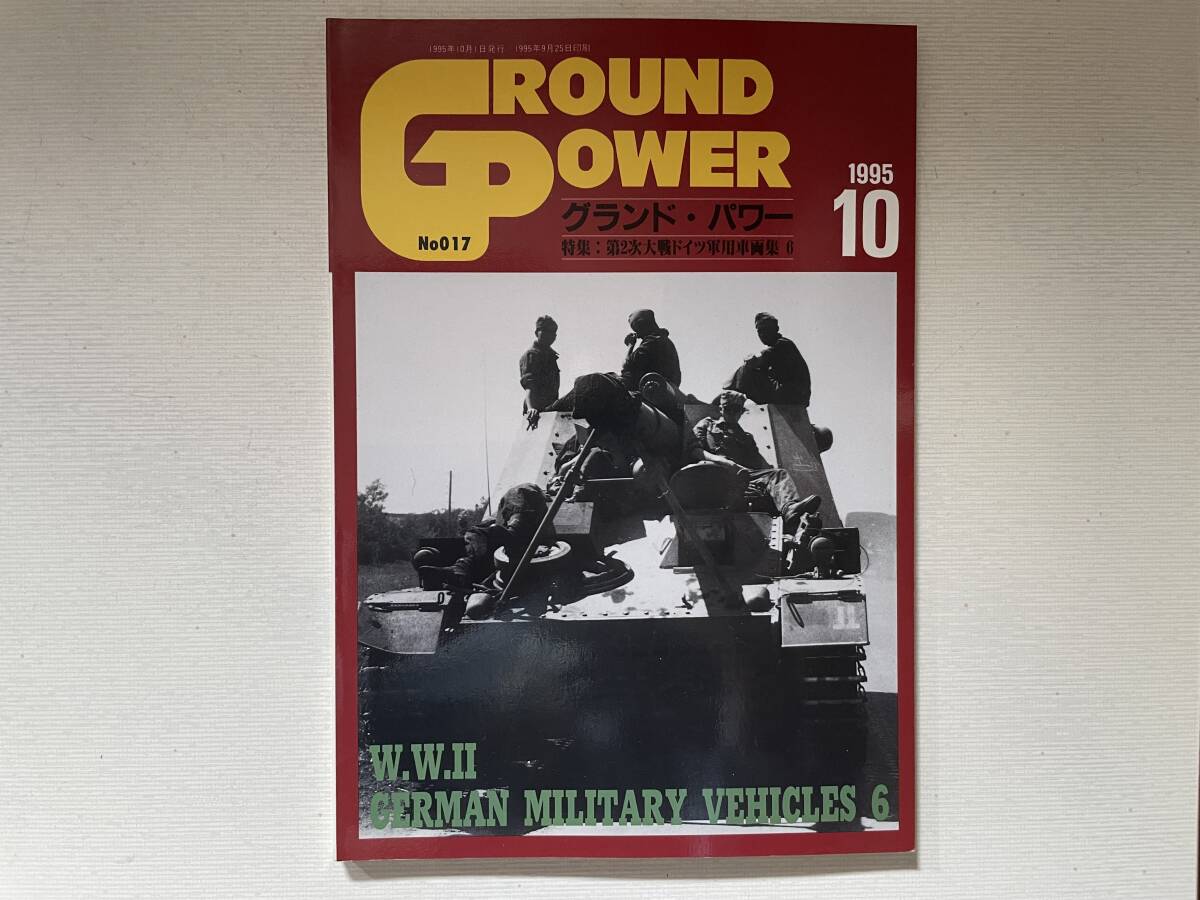 1995年10月1日発行 1995年9月25日印刷
GROUND
POWER
グランド・パワー
1995
10
No017
特集：第2次大戦ドイツ軍用車両集 6
W.W.II
GERMAN MILITARY VEHICLES 6